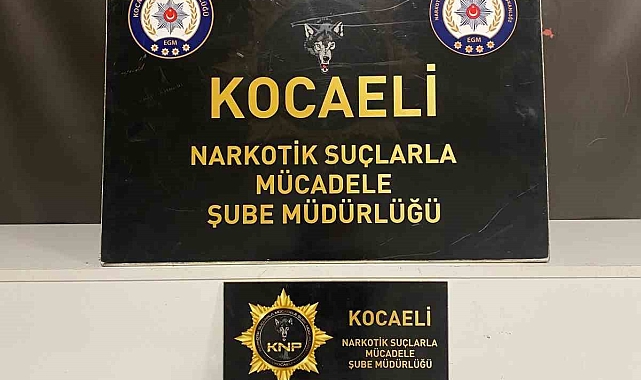 EGM
EGM
KOCAELİ
NARKOTİK SUÇLARLA
MÜCADELE
ŞUBE MÜDÜRLÜĞÜ
KNP
KOCAELİ
NARKOTİK SUÇLARLA
MÜCADELE
ŞUBE MÜDÜRLÜĞÜ